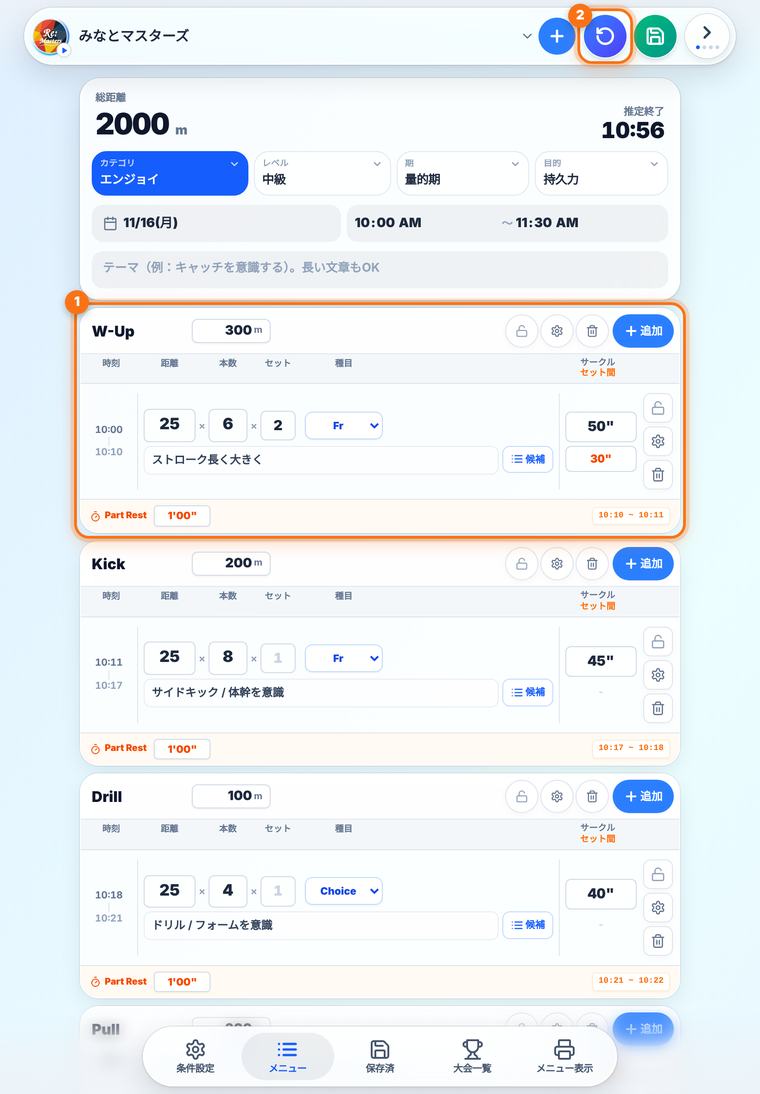 Re:
Masters
みなとマスターズ
2
総距離
2000 m
推定終了
10:56
カテゴリ
エンジョイ
レベル
中級
期
量的期
目的
持久力
11/16(月)
10:00 AM
〜 11:30 AM
テーマ（例：キャッチを意識する）。長い文章もOK
1
W-Up
300 m
+ 追加
時刻 距離 本数 セット 種目 サークル
セット間
10:00
10:10
25 × 6 × 2 Fr
50"
30"
ストローク長く大きく
候補
Part Rest 1'00"
10:10 ~ 10:11
Kick
200 m
+ 追加
時刻 距離 本数 セット 種目 サークル
セット間
10:11
10:17
25 × 8 × 1 Fr
45"
-
サイドキック / 体幹を意識
候補
Part Rest 1'00"
10:17 ~ 10:18
Drill
100 m
+ 追加
時刻 距離 本数 セット 種目 サークル
セット間
10:18
10:21
25 × 4 × 1 Choice
40"
-
ドリル / フォームを意識
候補
Part Rest 1'00"
10:21 ~ 10:22
Pull
+ 追加
条件設定
メニュー
保存済
大会一覧
メニュー表示